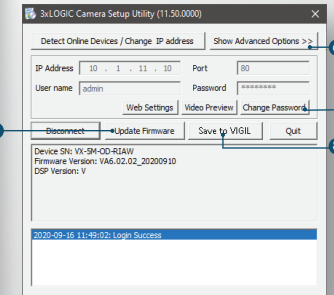 3xLOGIC Camera Setup Utility (11.50.0000)
Detect Online Devices / Change IP address
Show Advanced Options >>
IP Address 10 . 1 . 11 . 10 Port 80
User name admin Password ********
Web Settings Video Preview Change Password
Disconnect Update Firmware Save to VIGIL Quit
Device SN: VX-5M-OD-RIAW
Firmware Version: VA6.02.02_20200910
DSP Version: V
2020-09-16 11:49:02: Login Success